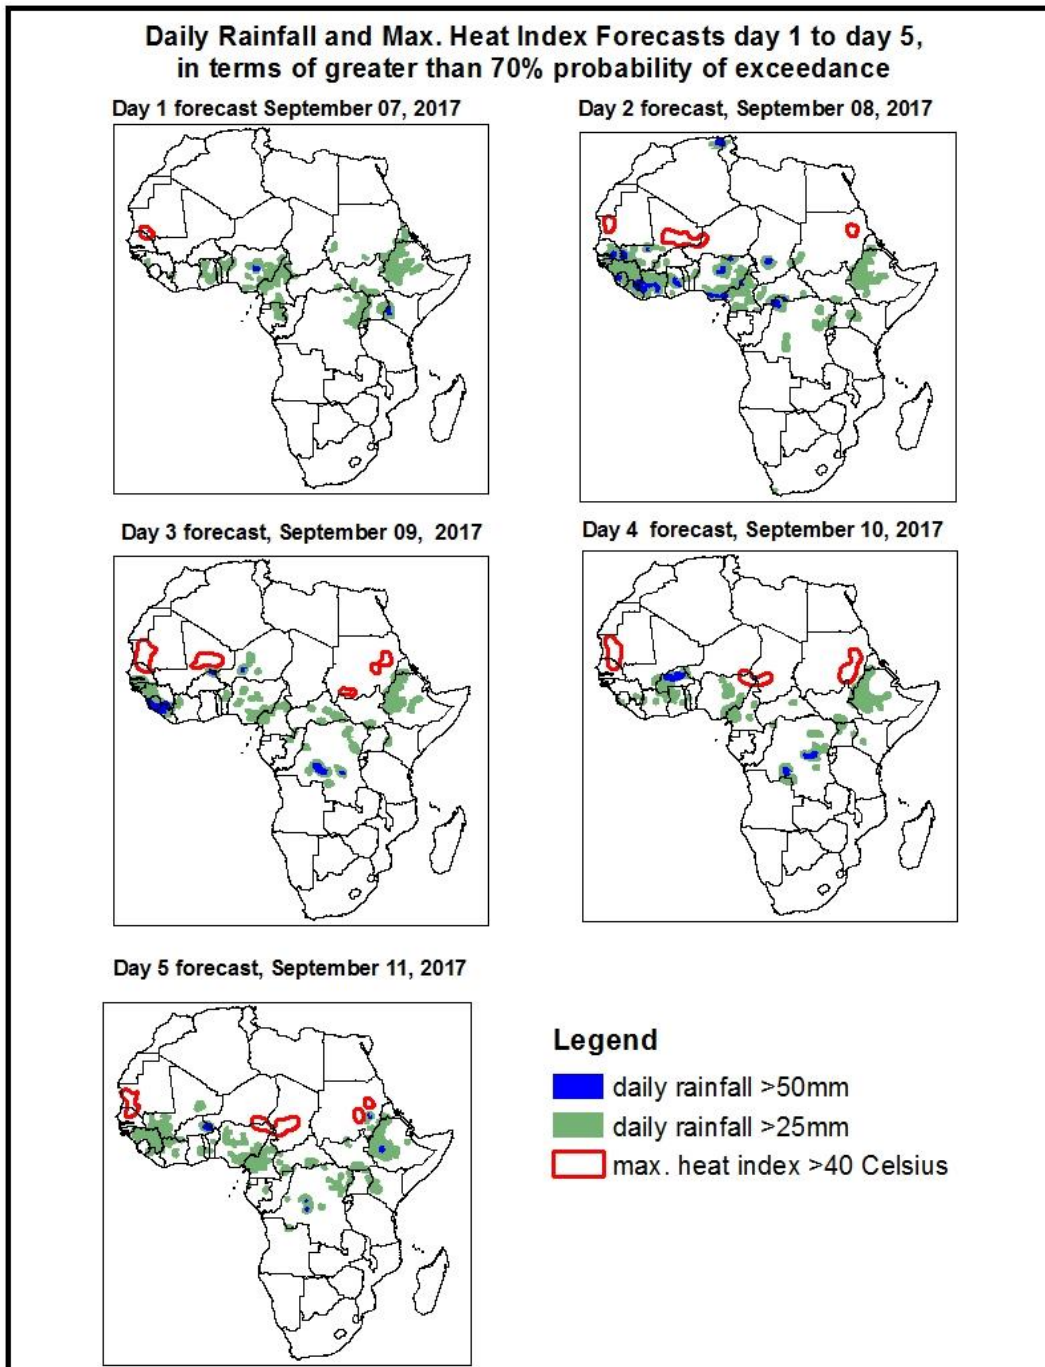 Daily Rainfall and Max. Heat Index Forecasts day 1 to day 5,
in terms of greater than 70% probability of exceedance
Day 1 forecast September 07, 2017
Day 2 forecast, September 08, 2017
Day 3 forecast, September 09, 2017
Day 4 forecast, September 10, 2017
Day 5 forecast, September 11, 2017
Legend
daily rainfall >50mm
daily rainfall >25mm
max. heat index >40 Celsius